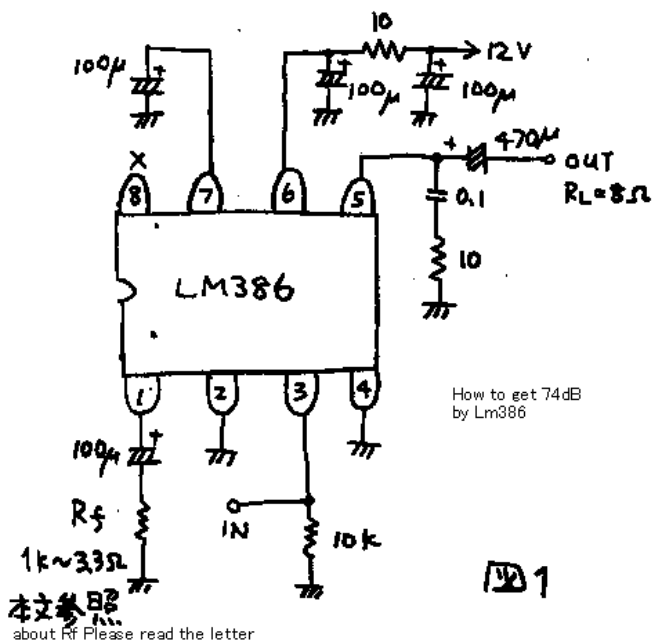 10
12V
100μ
+
+
100μ
+
100μ
+
470μ
X
OUT
8
7
6
5
0.1
RL=8Ω
10
LM386
1
2
3
4
How to get 74dB
by Lm386
+
100μ
Rf
IN
10k
1k~3.3Ω
図1
本文参照
about Rf Please read the letter